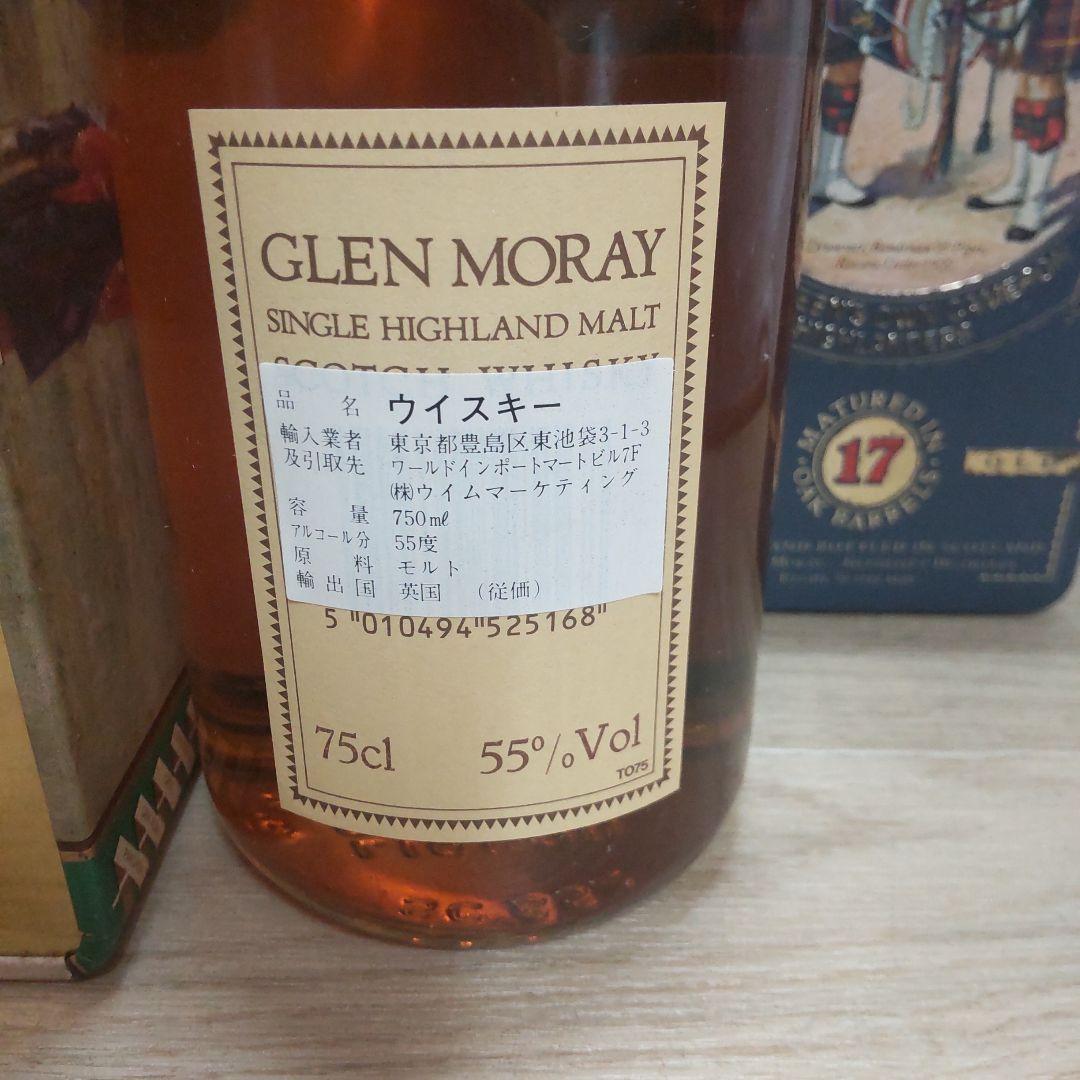 GLEN MORAY
SINGLE HIGHLAND MALT
SCOTCH WHISKY
品名 ウイスキー
輸入業者 東京都豊島区東池袋3-1-3
及引取先 ワールドインポートマートビル7F
㈱ウイムマーケティング
容量 750㎖
アルコール分 55度
原料 モルト
輸出国 英国 （従価）
5 "010494"525168"
75cl 55%Vol
TO75
MATURED IN
17
OAK BARRELS